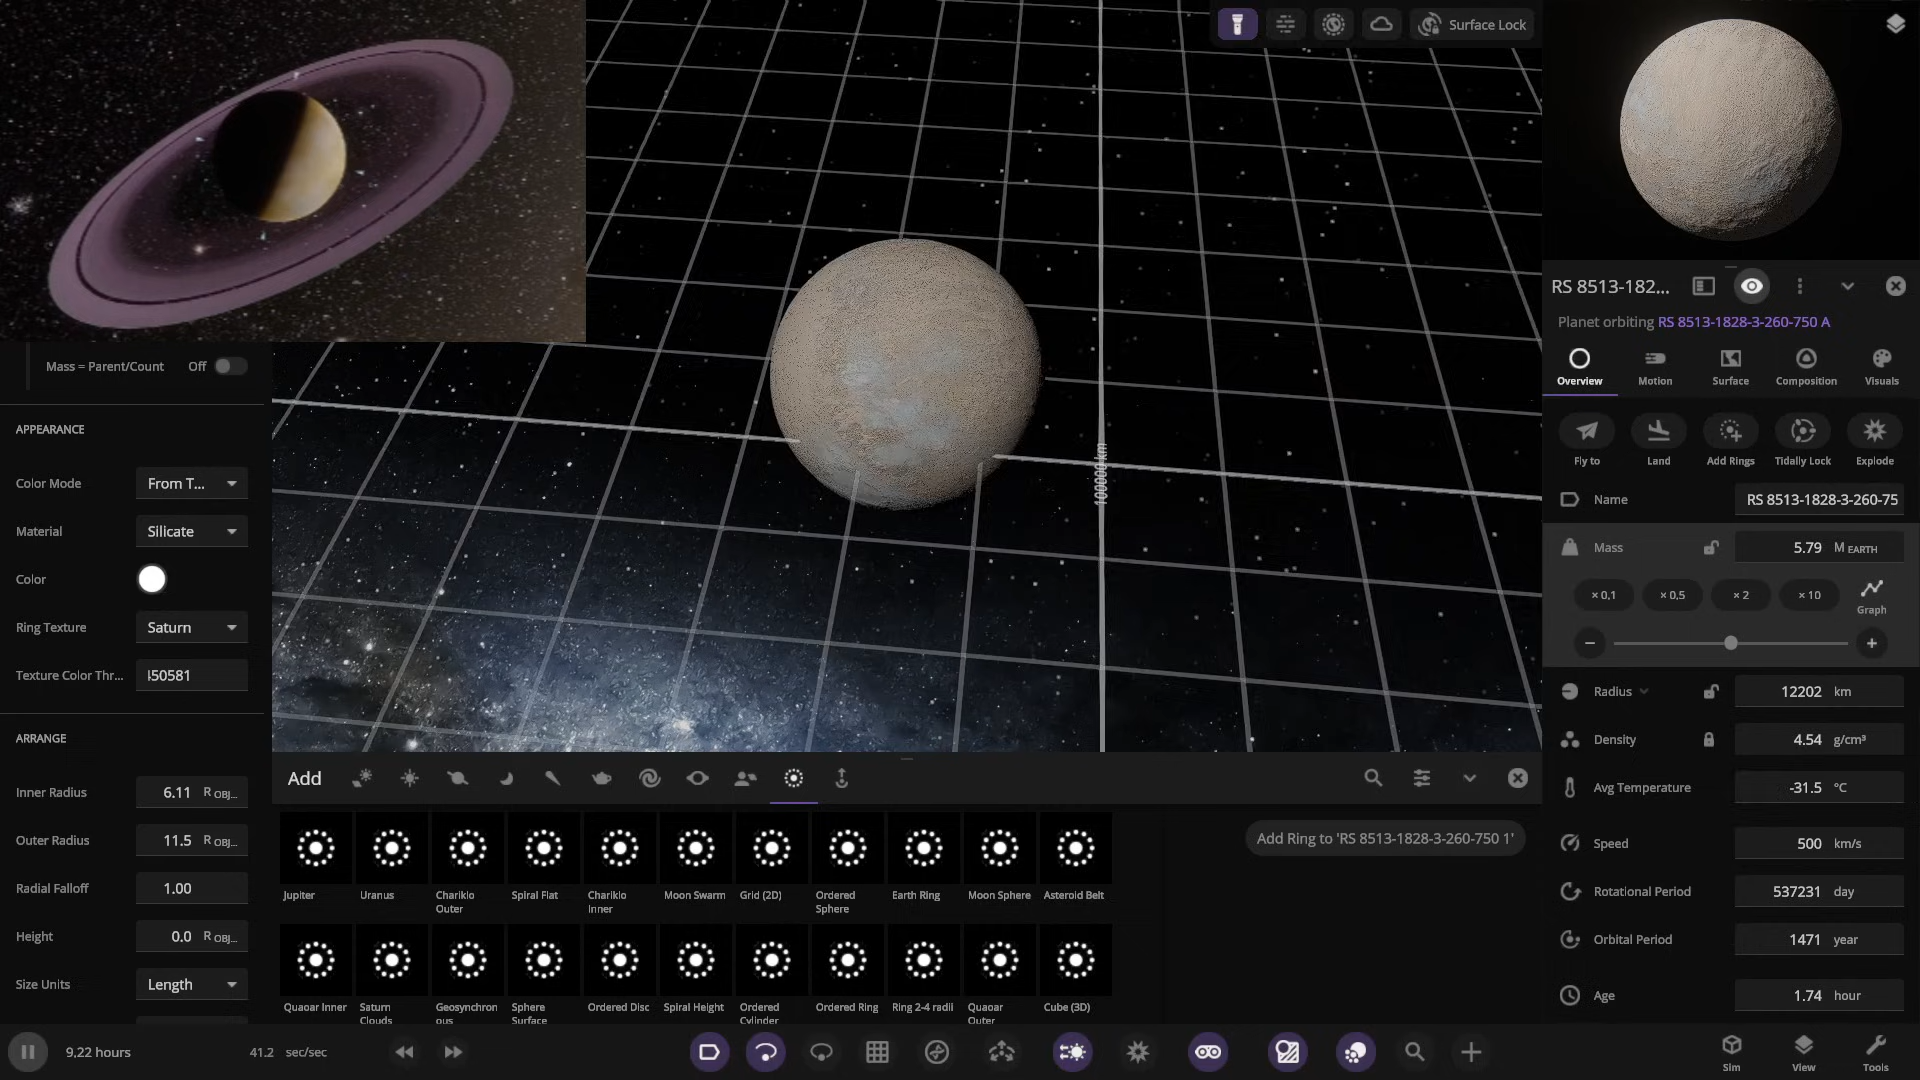 Surface Lock
Mass = Parent/Count Off
APPEARANCE
Color Mode From T...
Material Silicate
Color
Ring Texture Saturn
Texture Color Thr... 450581
ARRANGE
Inner Radius 6.11 R OBJ...
Outer Radius 11.5 R OBJ...
Radial Falloff 1.00
Height 0.0 R OBJ...
Size Units Length
100000 km
Add
Jupiter Uranus Chariklo Outer Spiral Flat Chariklo Inner Moon Swarm Grid (2D) Ordered Sphere Earth Ring Moon Sphere Asteroid Belt
Quaoar Inner Saturn Clouds Geosynchronous Sphere Surface Ordered Disc Spiral Height Ordered Cylinder Ordered Ring Ring 2-4 radii Quaoar Outer Cube (3D)
Add Ring to 'RS 8513-1828-3-260-750 1'
RS 8513-182...
Planet orbiting RS 8513-1828-3-260-750 A
Overview Motion Surface Composition Visuals
Fly to Land Add Rings Tidally Lock Explode
Name RS 8513-1828-3-260-75
Mass 5.79 M EARTH
× 0,1 × 0,5 × 2 × 10 Graph
Radius 12202 km
Density 4.54 g/cm³
Avg Temperature -31.5 °C
Speed 500 km/s
Rotational Period 537231 day
Orbital Period 1471 year
Age 1.74 hour
9,22 hours 41.2 sec/sec
Sim View Tools